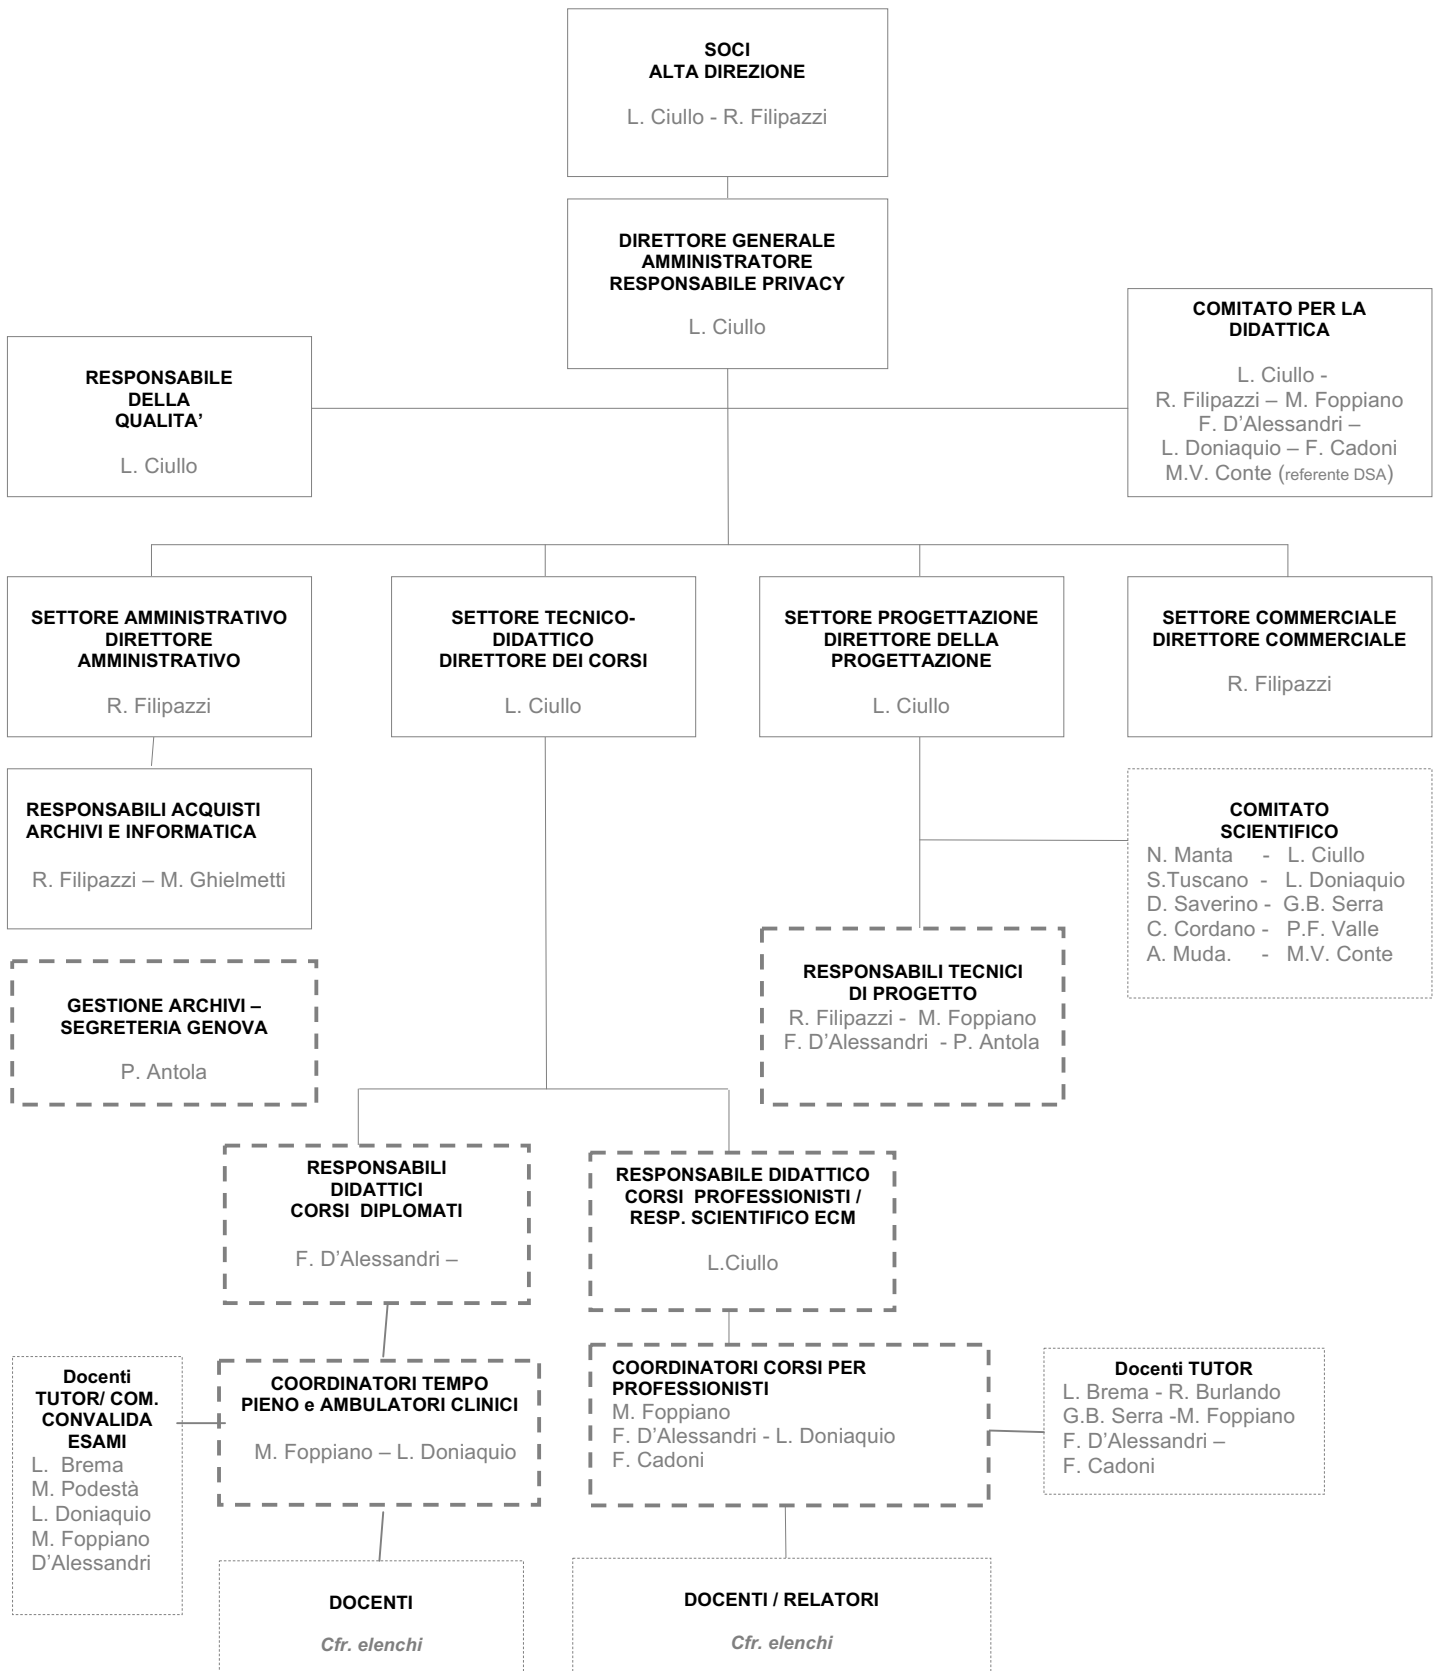 SOCI
ALTA DIREZIONE
L. Ciullo - R. Filipazzi
DIRETTORE GENERALE
AMMINISTRATORE
RESPONSABILE PRIVACY
L. Ciullo
RESPONSABILE
DELLA
QUALITA’
L. Ciullo
COMITATO PER LA
DIDATTICA
L. Ciullo -
R. Filipazzi – M. Foppiano
F. D’Alessandri –
L. Doniaquio – F. Cadoni
M.V. Conte (referente DSA)
SETTORE AMMINISTRATIVO
DIRETTORE
AMMINISTRATIVO
R. Filipazzi
SETTORE TECNICO-
DIDATTICO
DIRETTORE DEI CORSI
L. Ciullo
SETTORE PROGETTAZIONE
DIRETTORE DELLA
PROGETTAZIONE
L. Ciullo
SETTORE COMMERCIALE
DIRETTORE COMMERCIALE
R. Filipazzi
RESPONSABILI ACQUISTI
ARCHIVI E INFORMATICA
R. Filipazzi – M. Ghielmetti
COMITATO
SCIENTIFICO
N. Manta - L. Ciullo
S.Tuscano - L. Doniaquio
D. Saverino - G.B. Serra
C. Cordano - P.F. Valle
A. Muda. - M.V. Conte
GESTIONE ARCHIVI –
SEGRETERIA GENOVA
P. Antola
RESPONSABILI TECNICI
DI PROGETTO
R. Filipazzi - M. Foppiano
F. D’Alessandri - P. Antola
RESPONSABILI
DIDATTICI
CORSI DIPLOMATI
F. D’Alessandri –
RESPONSABILE DIDATTICO
CORSI PROFESSIONISTI /
RESP. SCIENTIFICO ECM
L.Ciullo
Docenti
TUTOR/ COM.
CONVALIDA
ESAMI
L. Brema
M. Podestà
L. Doniaquio
M. Foppiano
D’Alessandri
COORDINATORI TEMPO
PIENO e AMBULATORI CLINICI
M. Foppiano – L. Doniaquio
COORDINATORI CORSI PER
PROFESSIONISTI
M. Foppiano
F. D’Alessandri - L. Doniaquio
F. Cadoni
Docenti TUTOR
L. Brema - R. Burlando
G.B. Serra -M. Foppiano
F. D’Alessandri –
F. Cadoni
DOCENTI
Cfr. elenchi
DOCENTI / RELATORI
Cfr. elenchi